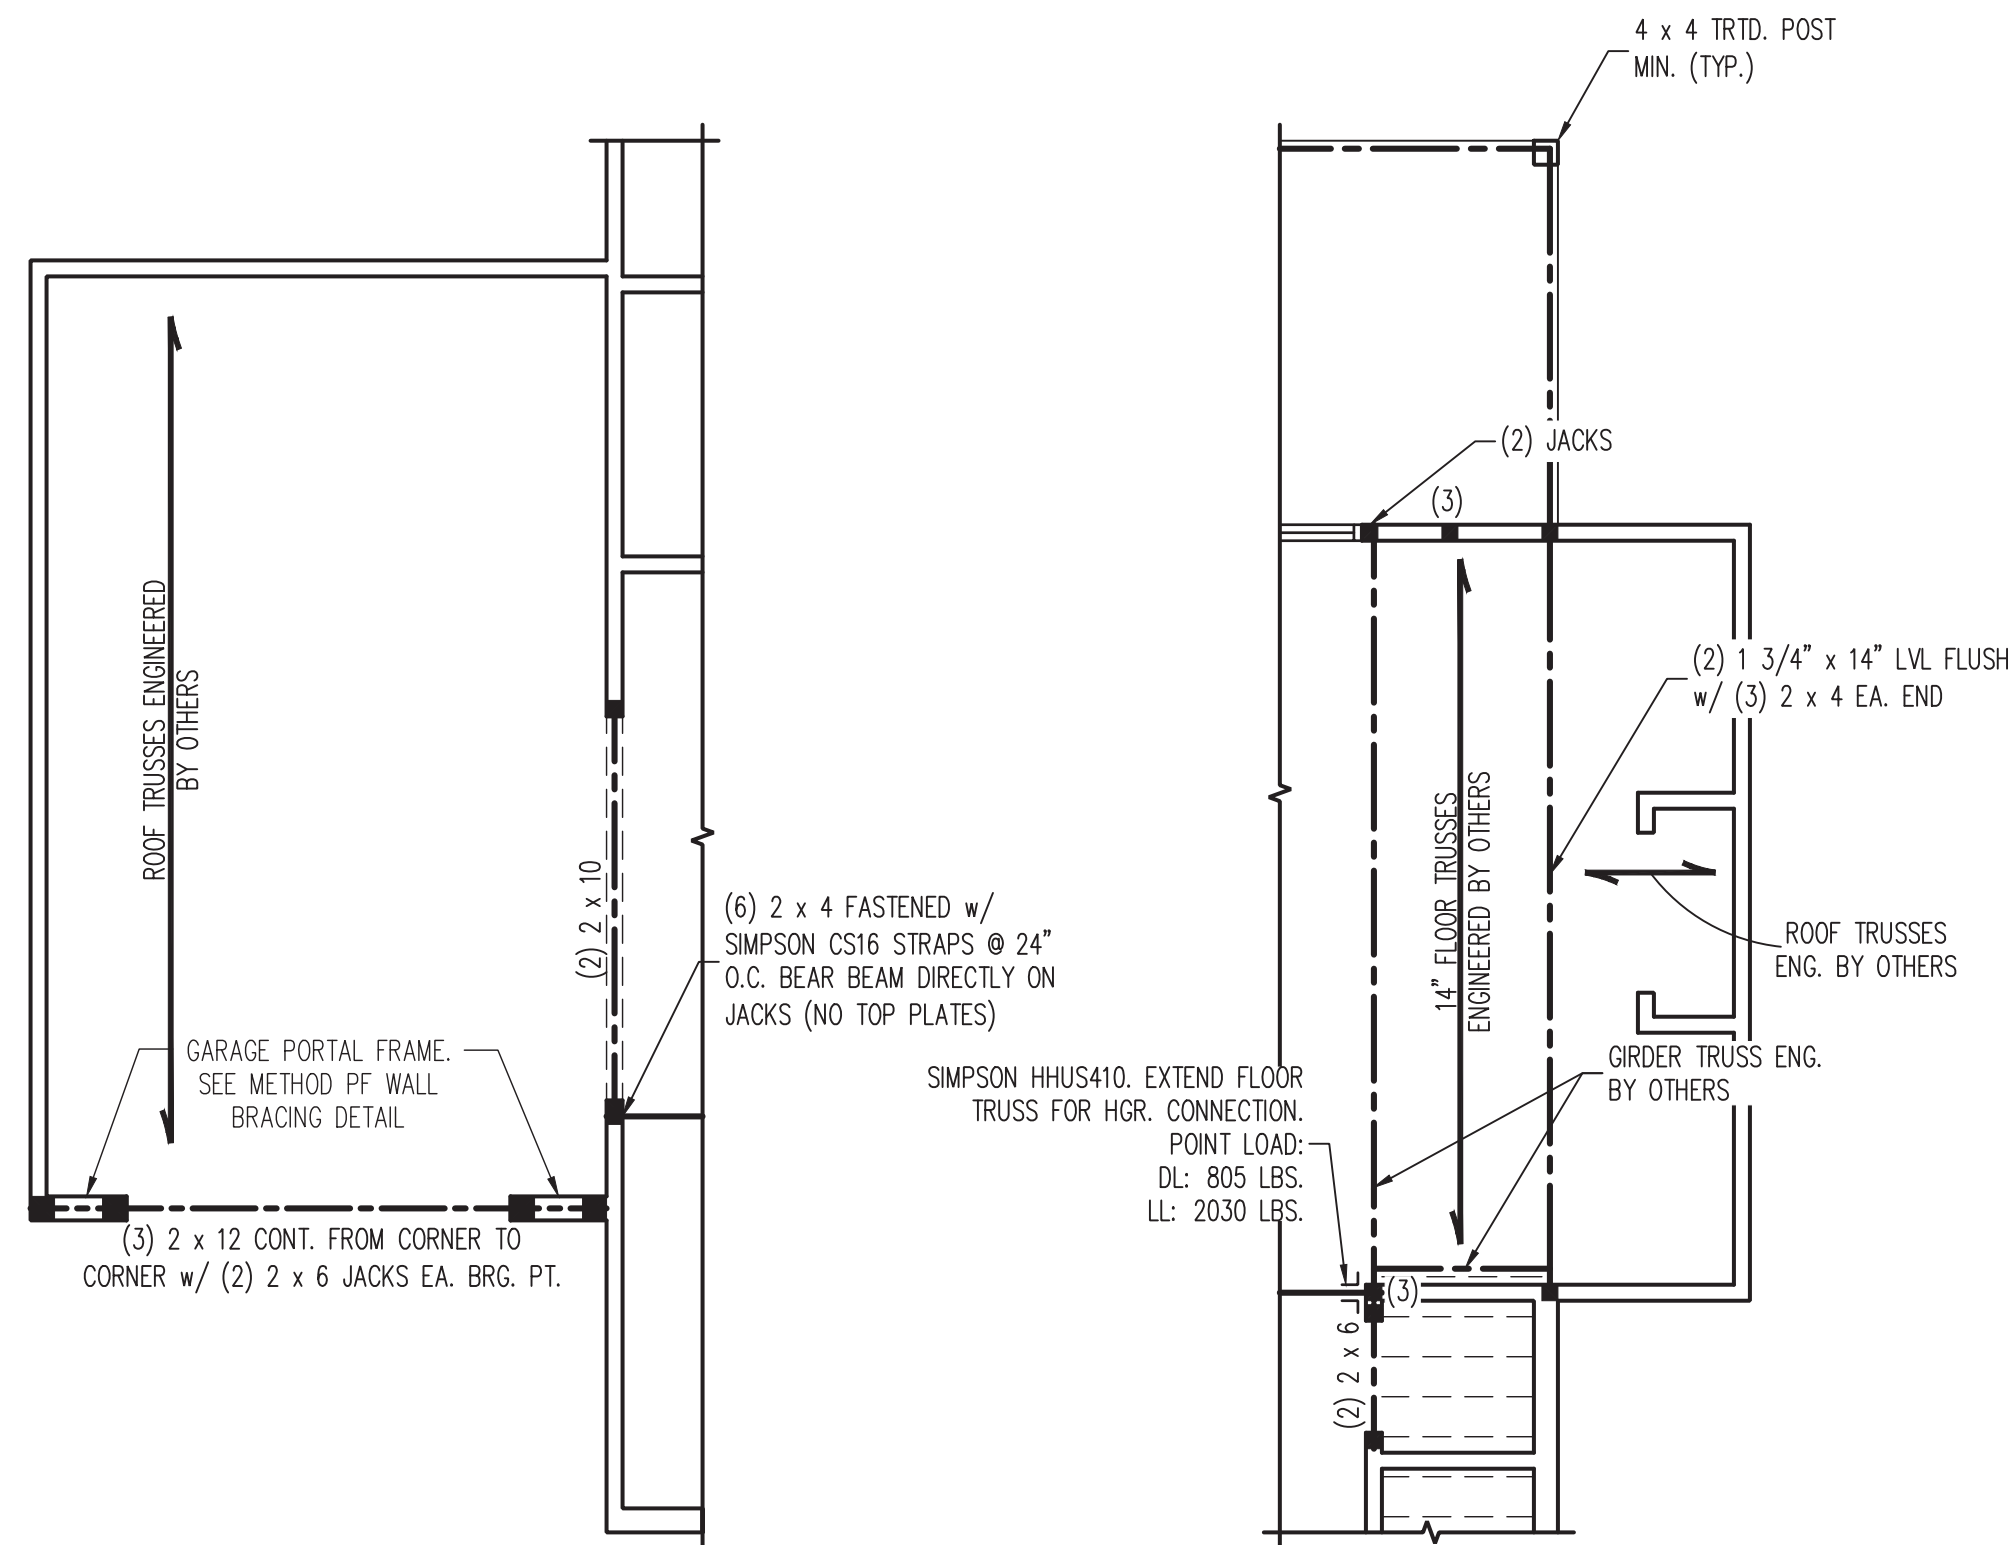 4 x 4 TRTD. POST
MIN. (TYP.)
(2) JACKS
(3)
ROOF TRUSSES ENGINEERED
BY OTHERS
(2) 1 3/4” x 14” LVL FLUSH
w/ (3) 2 x 4 EA. END
(2) 2 x 10
(6) 2 x 4 FASTENED w/
SIMPSON CS16 STRAPS @ 24”
O.C. BEAR BEAM DIRECTLY ON
JACKS (NO TOP PLATES)
14” FLOOR TRUSSES
ENGINEERED BY OTHERS
ROOF TRUSSES
ENG. BY OTHERS
GARAGE PORTAL FRAME.
SEE METHOD PF WALL
BRACING DETAIL
GIRDER TRUSS ENG.
BY OTHERS
SIMPSON HHUS410. EXTEND FLOOR
TRUSS FOR HGR. CONNECTION.
POINT LOAD:
DL: 805 LBS.
LL: 2030 LBS.
(3) 2 x 12 CONT. FROM CORNER TO
CORNER w/ (2) 2 x 6 JACKS EA. BRG. PT.
(3)
(2) 2 x 6